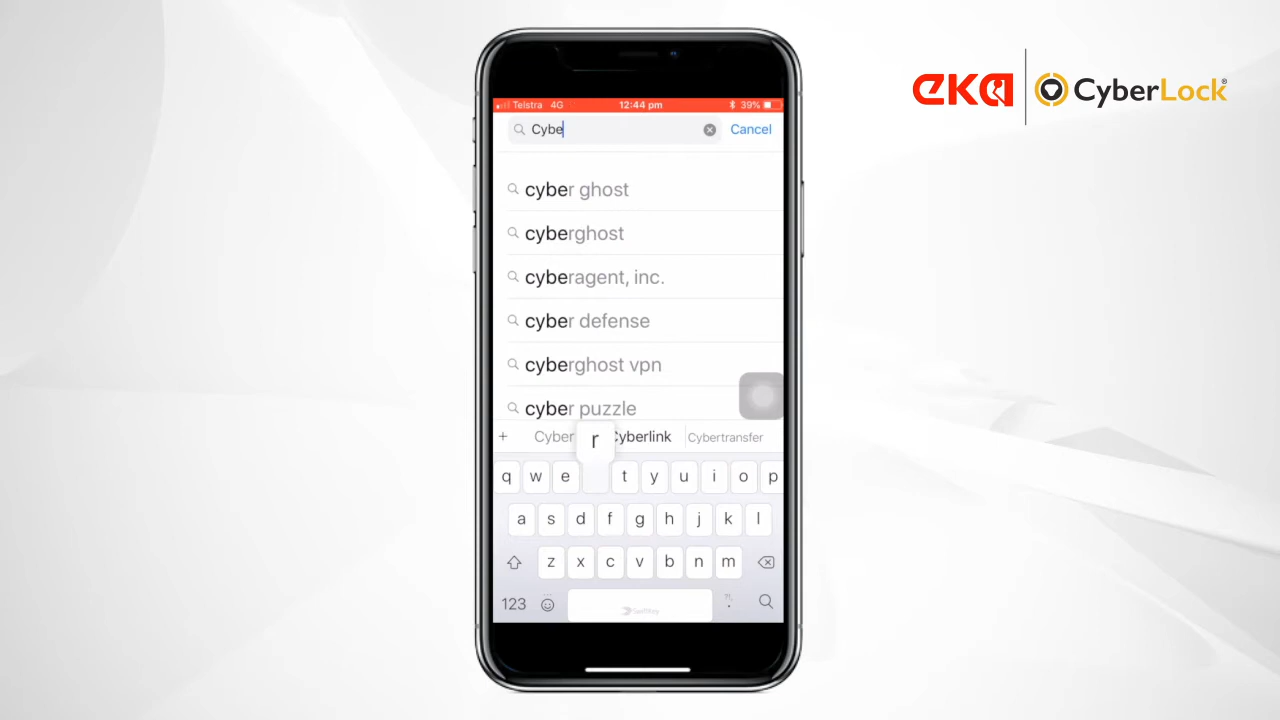 eka CyberLock®
Telstra 4G 12:44 pm 39%
Cybe Cancel
cyber ghost
cyberghost
cyberagent, inc.
cyber defense
cyberghost vpn
cyber puzzle
+ Cyber r Cyberlink Cybertransfer
q w e t y u i o p
a s d f g h j k l
z x c v b n m
123 SwiftKey ?!,.